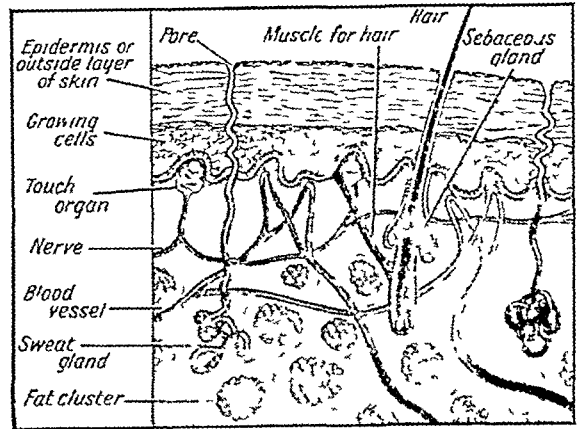 Hair
Pore
Muscle for hair
Sebaceous
gland
Epidermis or
outside layer
of skin
Growing
cells
Touch
organ
Nerve
Blood
vessel
Sweat
gland
Fat cluster